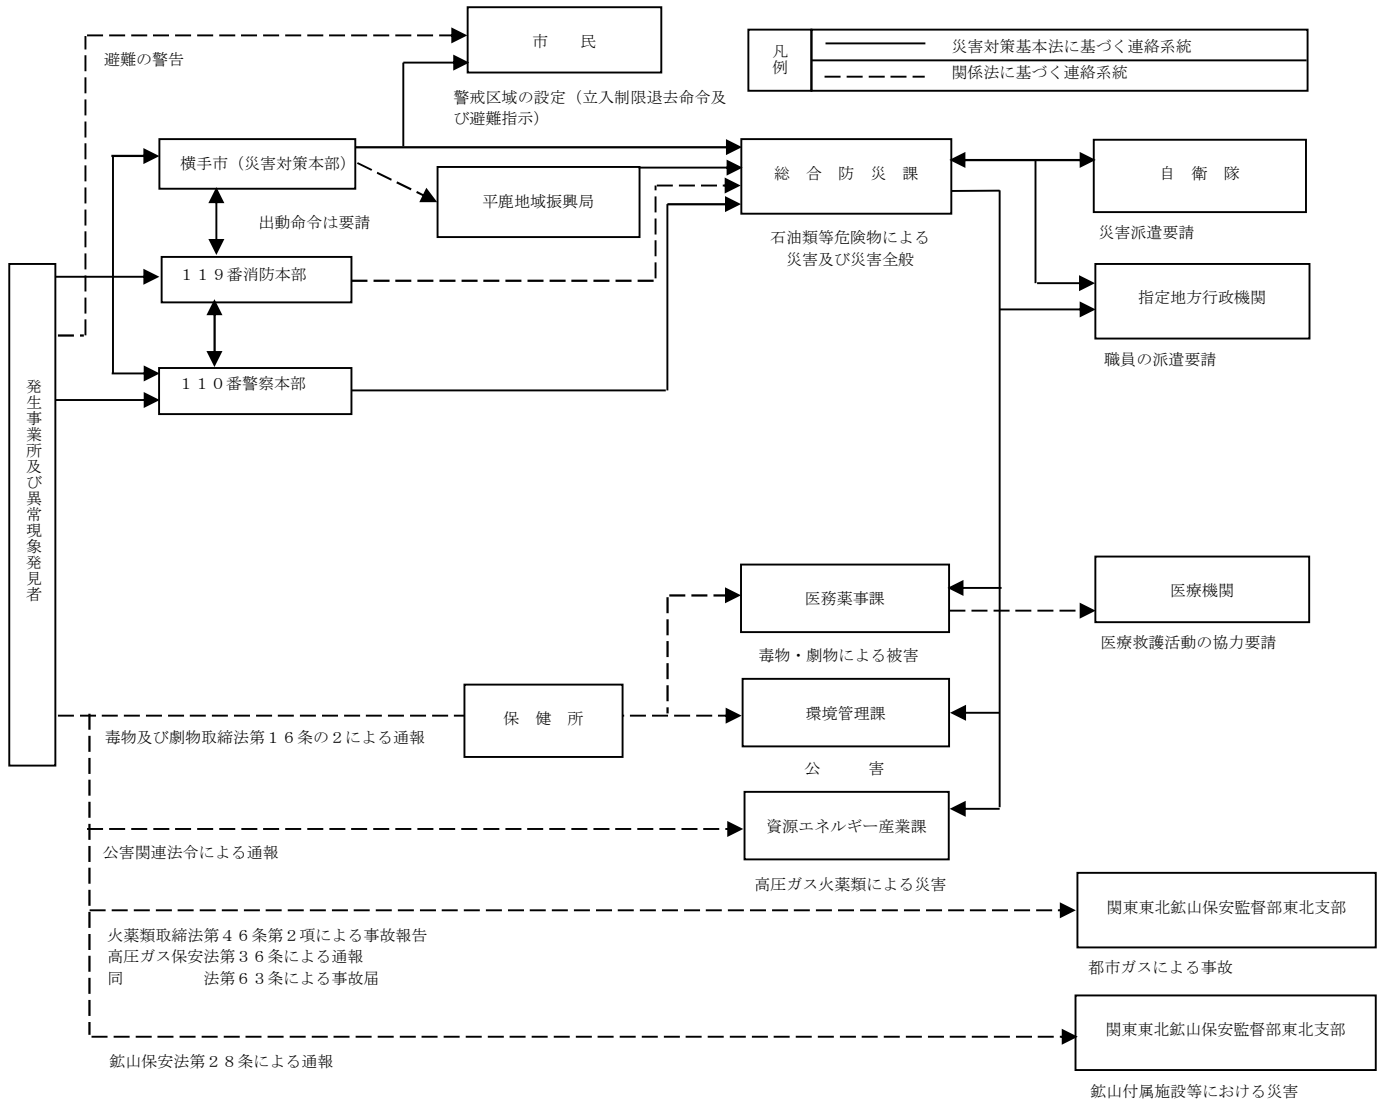 市　　民
避難の警告
凡例
災害対策基本法に基づく連絡系統
関係法に基づく連絡系統
警戒区域の設定（立入制限退去命令及
び避難指示）
横手市（災害対策本部）
平鹿地域振興局
総　合　防　災　課
自　衛　隊
出動命令は要請
石油類等危険物による
災害及び災害全般
災害派遣要請
１１９番消防本部
指定地方行政機関
職員の派遣要請
１１０番警察本部
発生事業所及び異常現象発見者
医務薬事課
医療機関
毒物・劇物による被害
医療救護活動の協力要請
保　健　所
環境管理課
毒物及び劇物取締法第１６条の２による通報
公　　　害
資源エネルギー産業課
公害関連法令による通報
高圧ガス火薬類による災害
関東東北鉱山保安監督部東北支部
火薬類取締法第４６条第２項による事故報告
高圧ガス保安法第３６条による通報
同　　　　　法第６３条による事故届
都市ガスによる事故
関東東北鉱山保安監督部東北支部
鉱山保安法第２８条による通報
鉱山付属施設等における災害